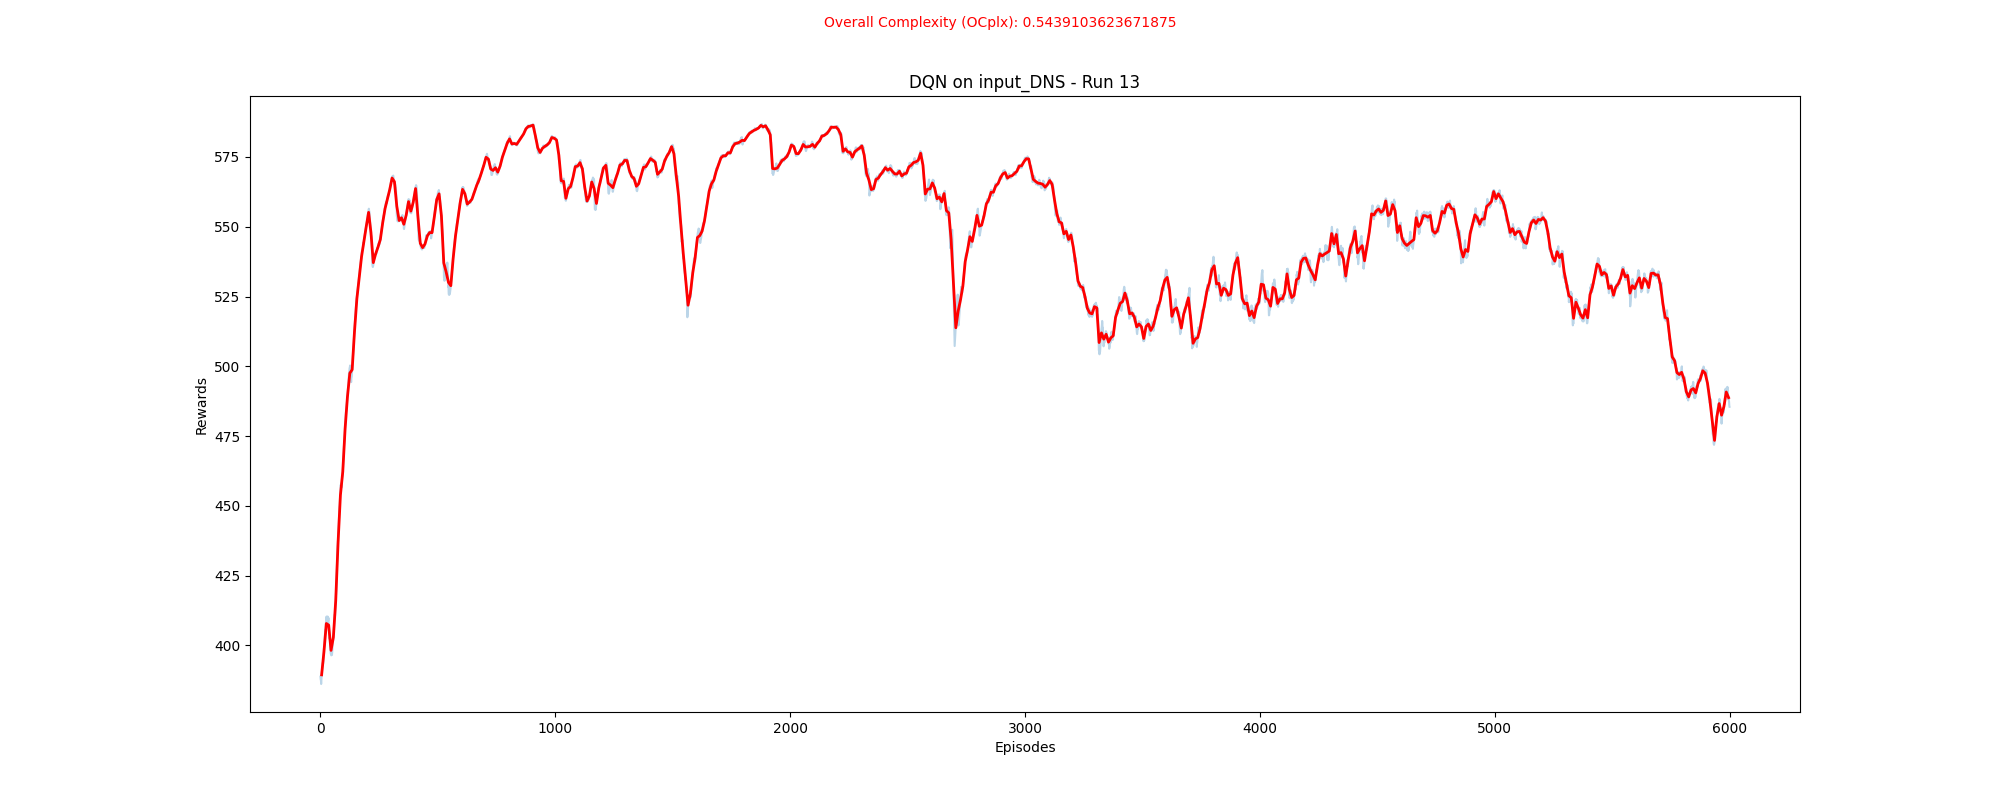 Overall Complexity (OCplx): 0.5439103623671875
DQN on input_DNS - Run 13
575
550
525
500
475
450
425
400
Rewards
0 1000 2000 3000 4000 5000 6000
Episodes